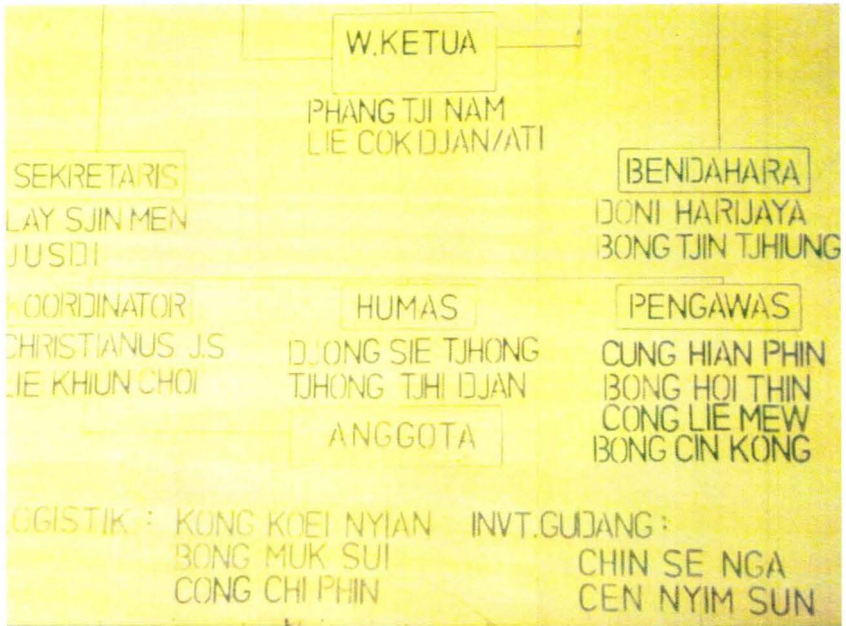 W.KETUA
PHANG TJI NAM
LIE COK DJAN/ATI
SEKRETARIS
LAY SJIN MEN
JUSDI
BENDAHARA
DONI HARIJAYA
BONG TJIN TJHIUNG
KOORDINATOR
CHRISTIANUS J.S
LIE KHIUN CHOI
HUMAS
DJONG SIE TJHONG
TJHONG TJHI DJAN
PENGAWAS
CUNG HIAN PHIN
BONG HOI THIN
CONG LIE MEW
BONG CIN KONG
ANGGOTA
LOGISTIK : KONG KOEI NYIAN
BONG MUK SUI
CONG CHI PHIN
INVT.GUDANG :
CHIN SE NGA
CEN NYIM SUN